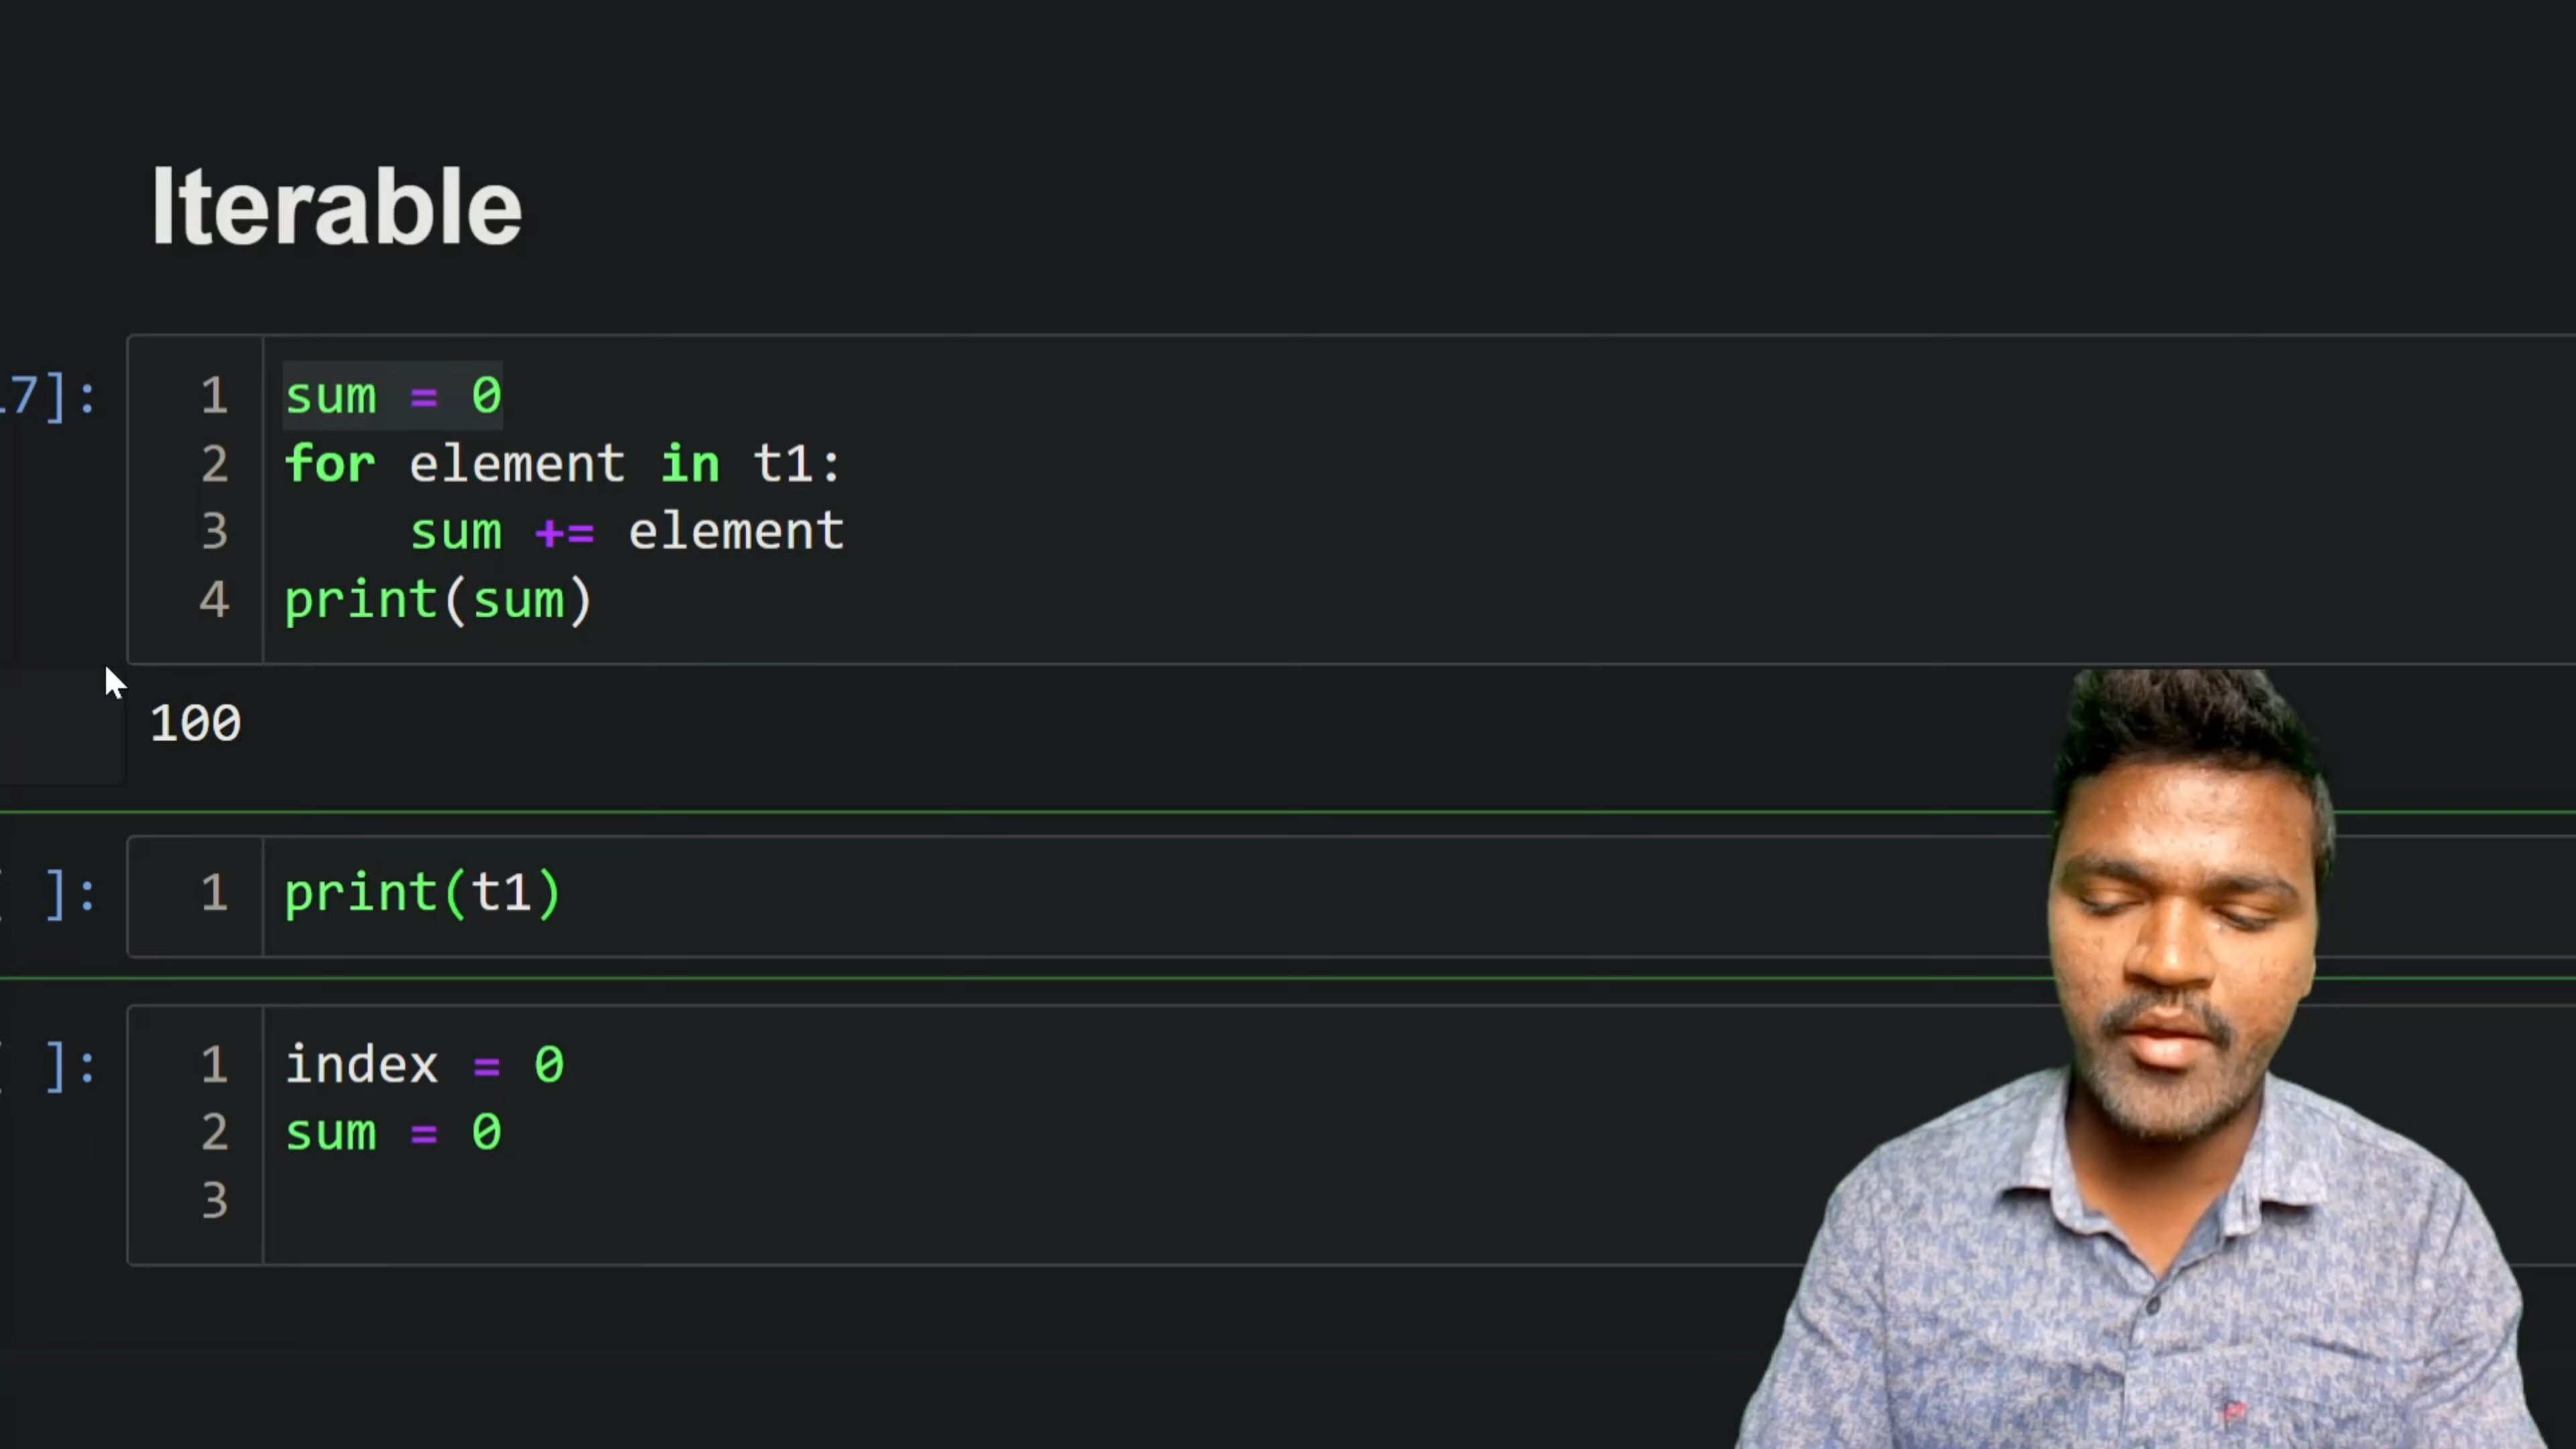 Iterable
17]:
1 sum = 0
2 for element in t1:
3     sum += element
4 print(sum)
100
[ ]:
1 print(t1)
[ ]:
1 index = 0
2 sum = 0
3